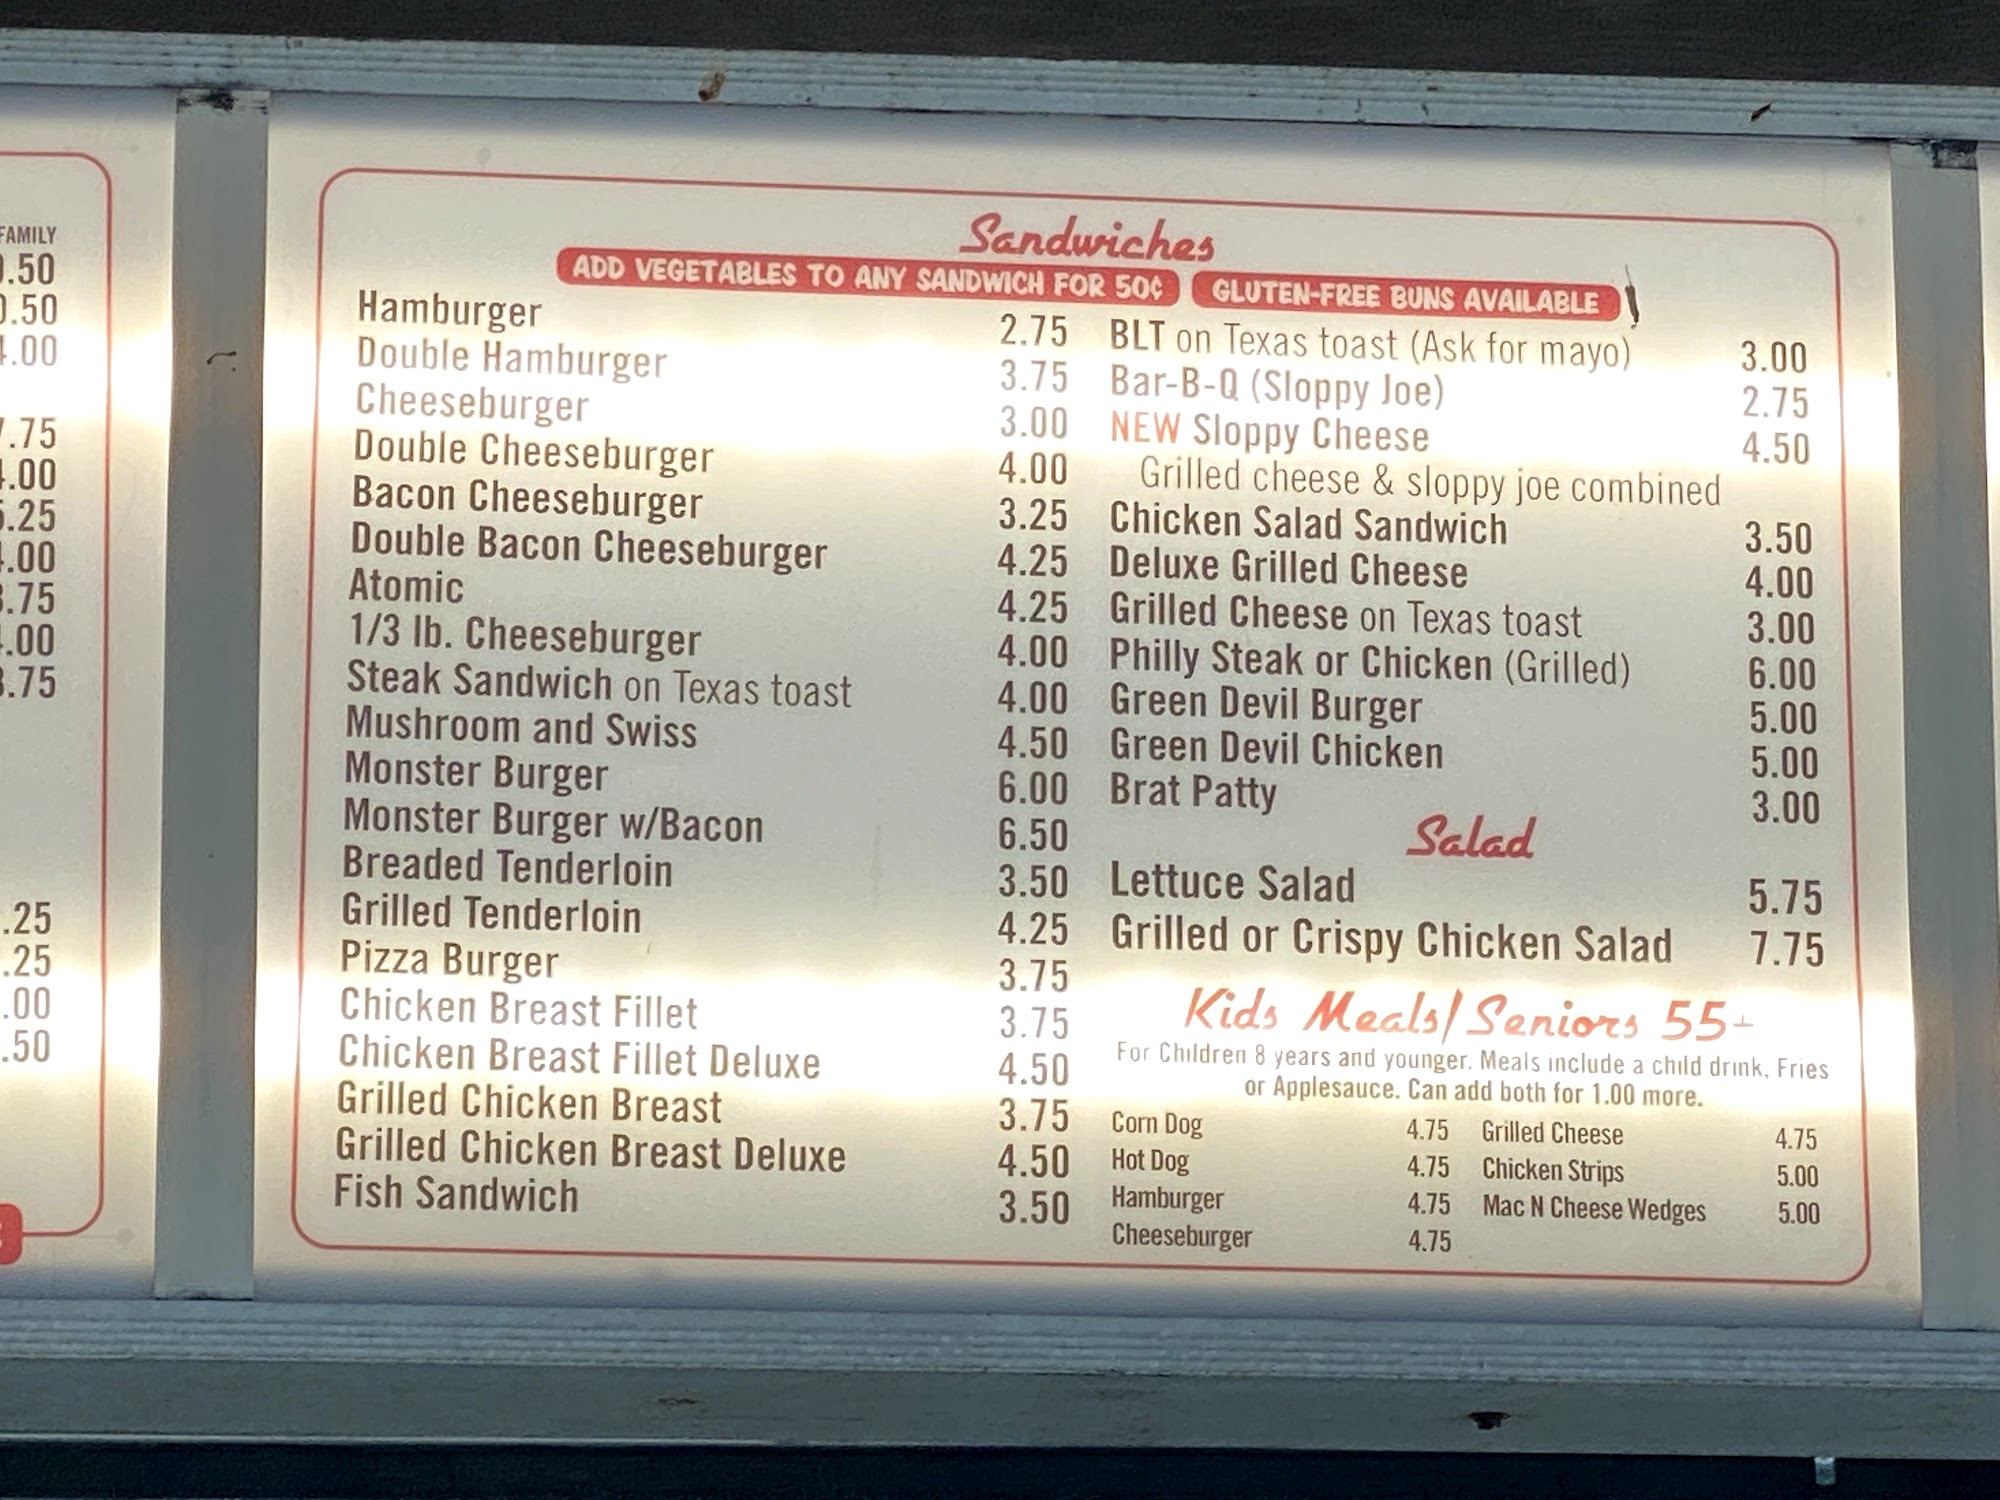 FAMILY
.50
.50
.00
.75
.00
.25
.00
.75
.00
.75
.25
.25
.00
.50
Sandwiches
ADD VEGETABLES TO ANY SANDWICH FOR 50¢ GLUTEN-FREE BUNS AVAILABLE
Hamburger 2.75
Double Hamburger 3.75
Cheeseburger 3.00
Double Cheeseburger 4.00
Bacon Cheeseburger 3.25
Double Bacon Cheeseburger 4.25
Atomic 4.25
1/3 lb. Cheeseburger 4.00
Steak Sandwich on Texas toast 4.00
Mushroom and Swiss 4.50
Monster Burger 6.00
Monster Burger w/Bacon 6.50
Breaded Tenderloin 3.50
Grilled Tenderloin 4.25
Pizza Burger 3.75
Chicken Breast Fillet 3.75
Chicken Breast Fillet Deluxe 4.50
Grilled Chicken Breast 3.75
Grilled Chicken Breast Deluxe 4.50
Fish Sandwich 3.50
BLT on Texas toast (Ask for mayo) 3.00
Bar-B-Q (Sloppy Joe) 2.75
NEW Sloppy Cheese 4.50
Grilled cheese & sloppy joe combined
Chicken Salad Sandwich 3.50
Deluxe Grilled Cheese 4.00
Grilled Cheese on Texas toast 3.00
Philly Steak or Chicken (Grilled) 6.00
Green Devil Burger 5.00
Green Devil Chicken 5.00
Brat Patty 3.00
Salad
Lettuce Salad 5.75
Grilled or Crispy Chicken Salad 7.75
Kids Meals/Seniors 55+
For Children 8 years and younger. Meals include a child drink, Fries
or Applesauce. Can add both for 1.00 more.
Corn Dog 4.75 Grilled Cheese 4.75
Hot Dog 4.75 Chicken Strips 5.00
Hamburger 4.75 Mac N Cheese Wedges 5.00
Cheeseburger 4.75